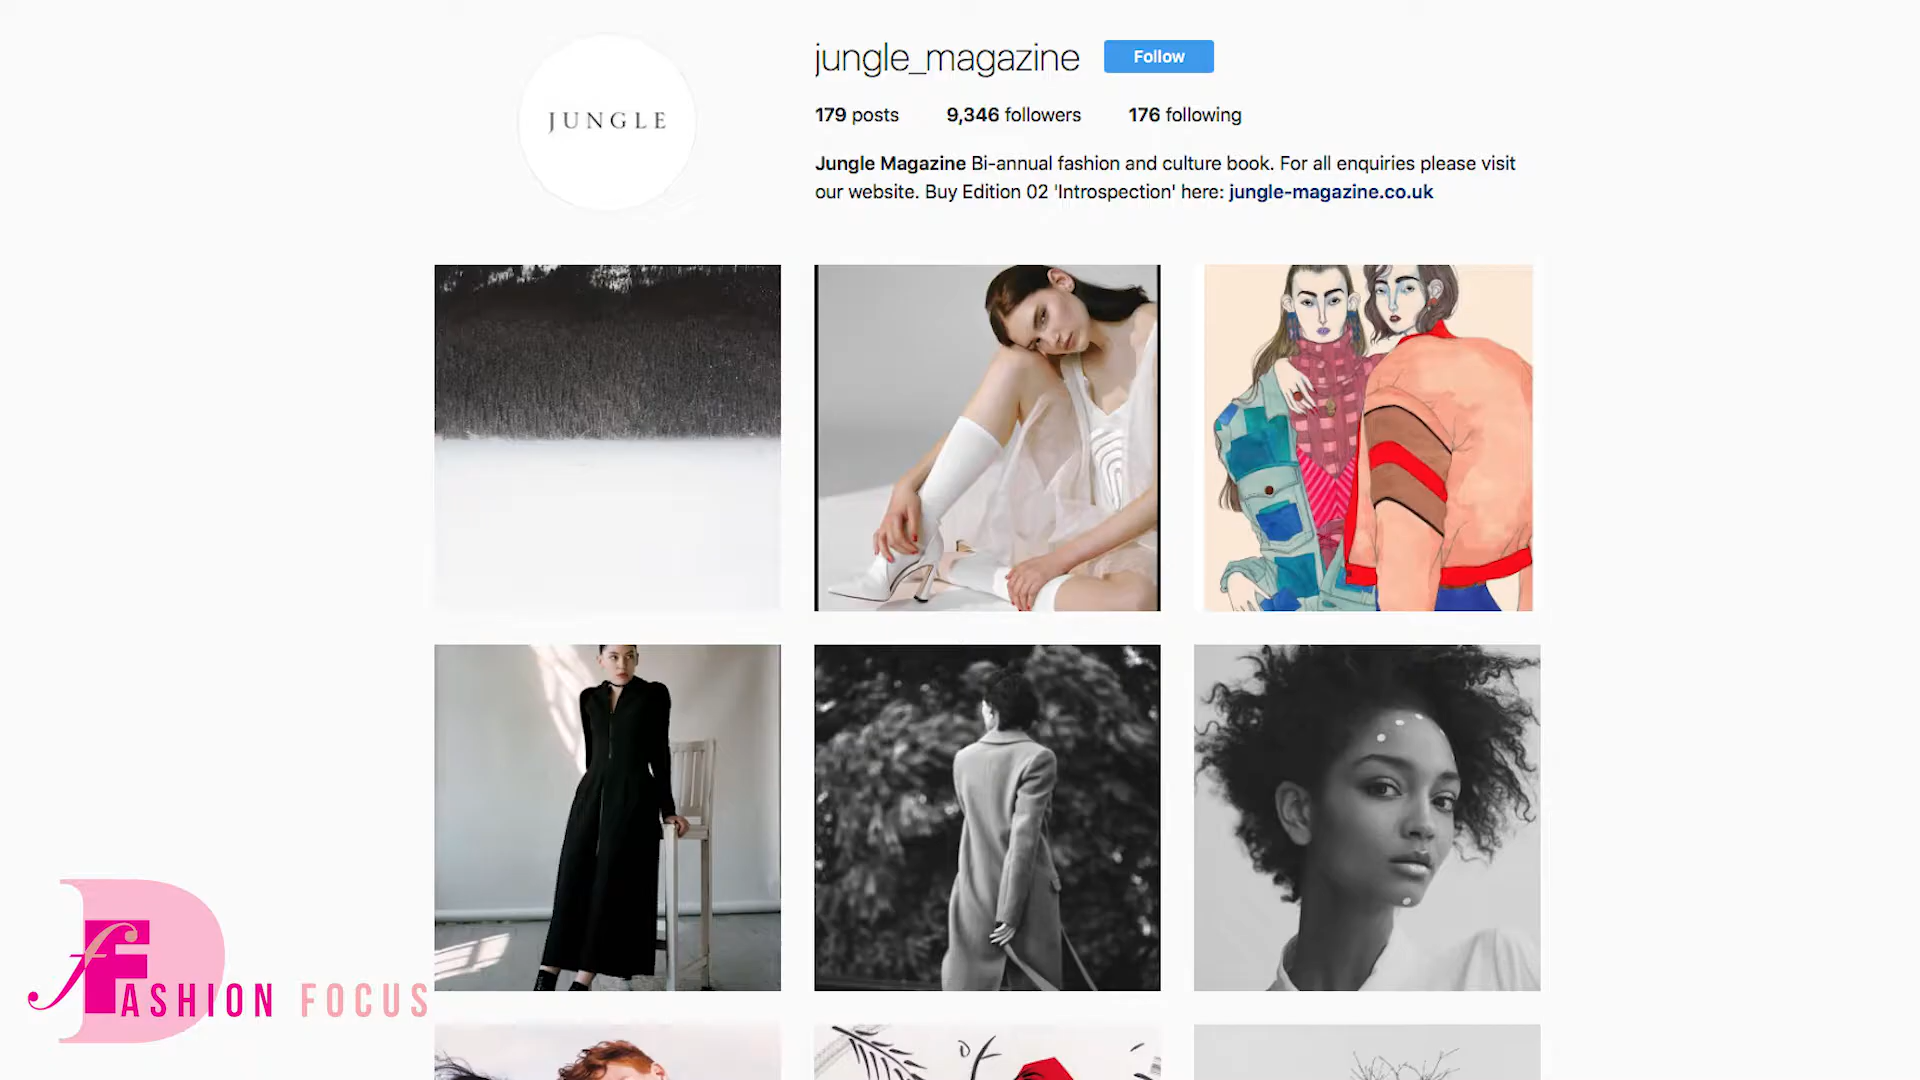 jungle_magazine Follow
JUNGLE
179 posts 9,346 followers 176 following
Jungle Magazine Bi-annual fashion and culture book. For all enquiries please visit
our website. Buy Edition 02 'Introspection' here: jungle-magazine.co.uk
FASHION FOCUS